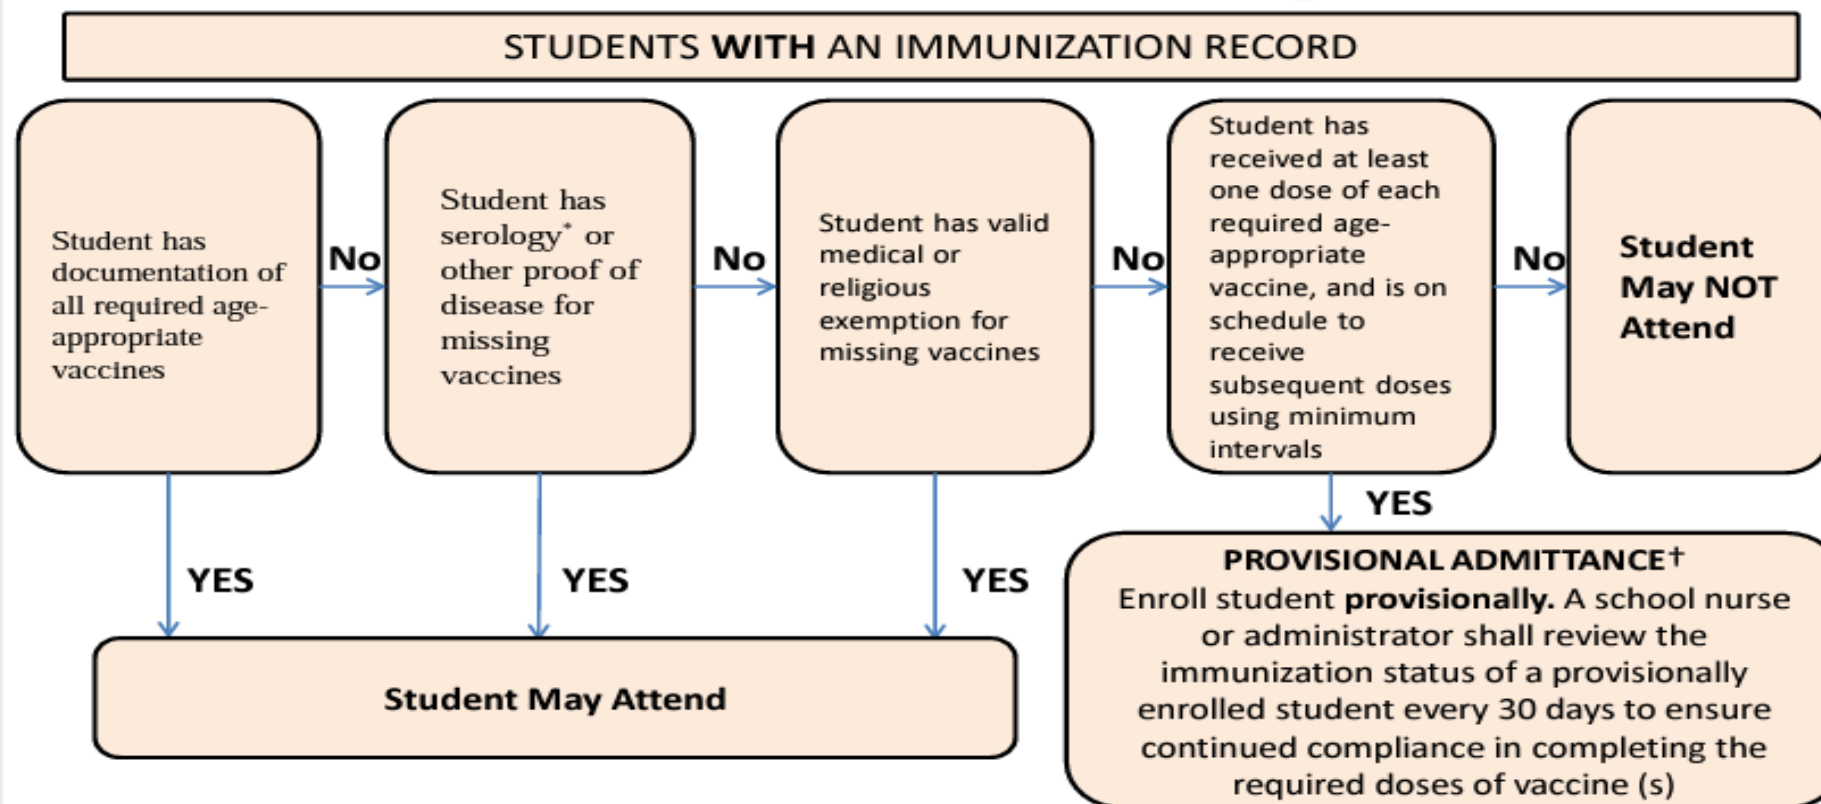 STUDENTS WITH AN IMMUNIZATION RECORD
Student has
documentation of
all required age-
appropriate
vaccines
No
Student has
serology* or
other proof of
disease for
missing
vaccines
No
Student has valid
medical or
religious
exemption for
missing vaccines
No
Student has
received at least
one dose of each
required age-
appropriate
vaccine, and is on
schedule to
receive
subsequent doses
using minimum
intervals
No
Student
May NOT
Attend
YES
YES
YES
YES
Student May Attend
PROVISIONAL ADMITTANCE†
Enroll student provisionally. A school nurse
or administrator shall review the
immunization status of a provisionally
enrolled student every 30 days to ensure
continued compliance in completing the
required doses of vaccine (s)